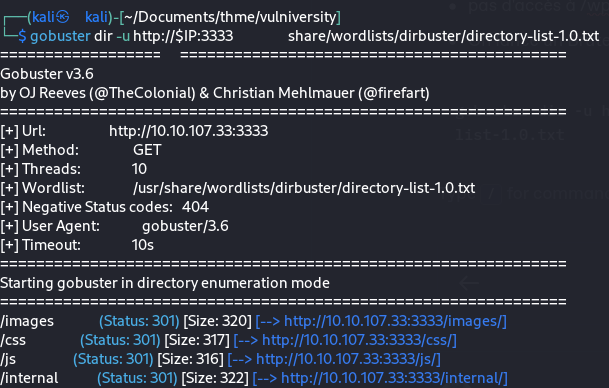 ┌──(kali㉿kali)-[~/Documents/thme/vulniversity]
└─$ gobuster dir -u http://$IP:3333 share/wordlists/dirbuster/directory-list-1.0.txt
===============================================================
Gobuster v3.6
by OJ Reeves (@TheColonial) & Christian Mehlmauer (@firefart)
===============================================================
[+] Url: http://10.10.107.33:3333
[+] Method: GET
[+] Threads: 10
[+] Wordlist: /usr/share/wordlists/dirbuster/directory-list-1.0.txt
[+] Negative Status codes: 404
[+] User Agent: gobuster/3.6
[+] Timeout: 10s
===============================================================
Starting gobuster in directory enumeration mode
===============================================================
/images (Status: 301) [Size: 320] [--> http://10.10.107.33:3333/images/]
/css (Status: 301) [Size: 317] [--> http://10.10.107.33:3333/css/]
/js (Status: 301) [Size: 316] [--> http://10.10.107.33:3333/js/]
/internal (Status: 301) [Size: 322] [--> http://10.10.107.33:3333/internal/]